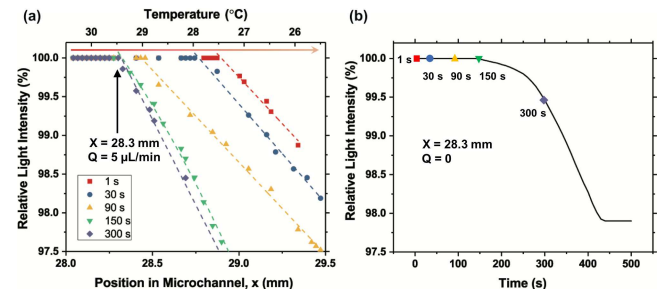 (a)
Temperature (°C)
30 29 28 27 26
Relative Light Intensity (%)
100.0
99.5
99.0
98.5
98.0
97.5
X = 28.3 mm
Q = 5 µL/min
1 s
30 s
90 s
150 s
300 s
28.0 28.5 29.0 29.5
Position in Microchannel, x (mm)
(b)
Relative Light Intensity (%)
100.0
99.5
99.0
98.5
98.0
97.5
1 s
30 s 90 s 150 s
300 s
X = 28.3 mm
Q = 0
0 100 200 300 400 500
Time (s)